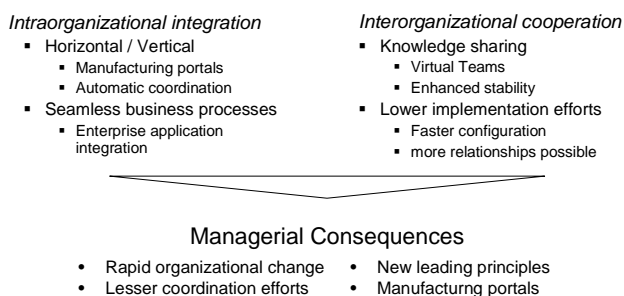 Intraorganizational integration
▪ Horizontal / Vertical
▪ Manufacturing portals
▪ Automatic coordination
▪ Seamless business processes
▪ Enterprise application
integration
Interorganizational cooperation
▪ Knowledge sharing
▪ Virtual Teams
▪ Enhanced stability
▪ Lower implementation efforts
▪ Faster configuration
▪ more relationships possible
Managerial Consequences
• Rapid organizational change
• Lesser coordination efforts
• New leading principles
• Manufacturng portals